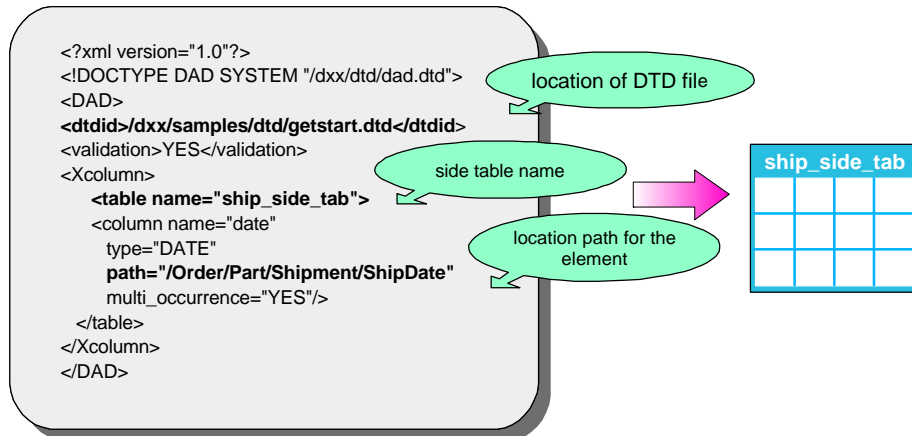 <?xml version="1.0"?>
<!DOCTYPE DAD SYSTEM "/dxx/dtd/dad.dtd">
<DAD>
<dtdid>/dxx/samples/dtd/getstart.dtd</dtdid>
<validation>YES</validation>
<Xcolumn>
<table name="ship_side_tab">
<column name="date"
type="DATE"
path="/Order/Part/Shipment/ShipDate"
multi_occurrence="YES"/>
</table>
</Xcolumn>
</DAD>
location of DTD file
side table name
location path for the
element
ship_side_tab